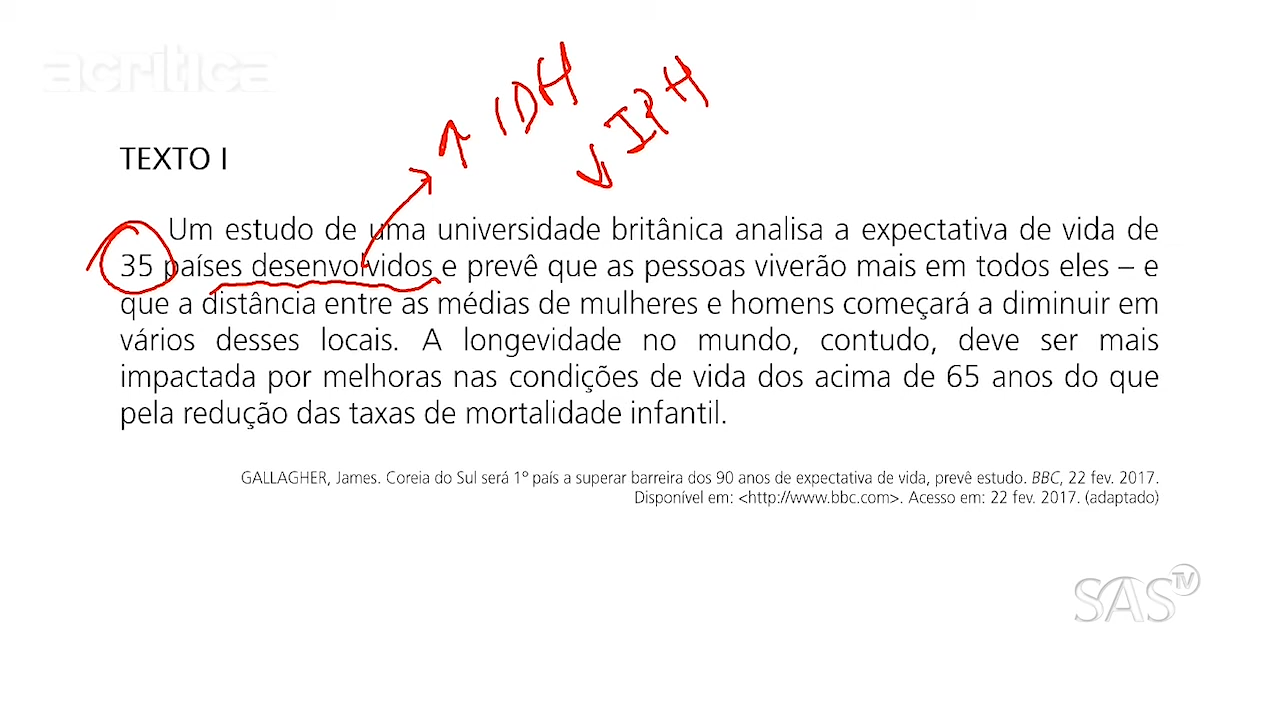 acritica
↑ IDH
↓ IPH
TEXTO I
Um estudo de uma universidade britânica analisa a expectativa de vida de
35 países desenvolvidos e prevê que as pessoas viverão mais em todos eles – e
que a distância entre as médias de mulheres e homens começará a diminuir em
vários desses locais. A longevidade no mundo, contudo, deve ser mais
impactada por melhoras nas condições de vida dos acima de 65 anos do que
pela redução das taxas de mortalidade infantil.
GALLAGHER, James. Coreia do Sul será 1º país a superar barreira dos 90 anos de expectativa de vida, prevê estudo. BBC, 22 fev. 2017.
Disponível em: <http://www.bbc.com>. Acesso em: 22 fev. 2017. (adaptado)
SAS TV